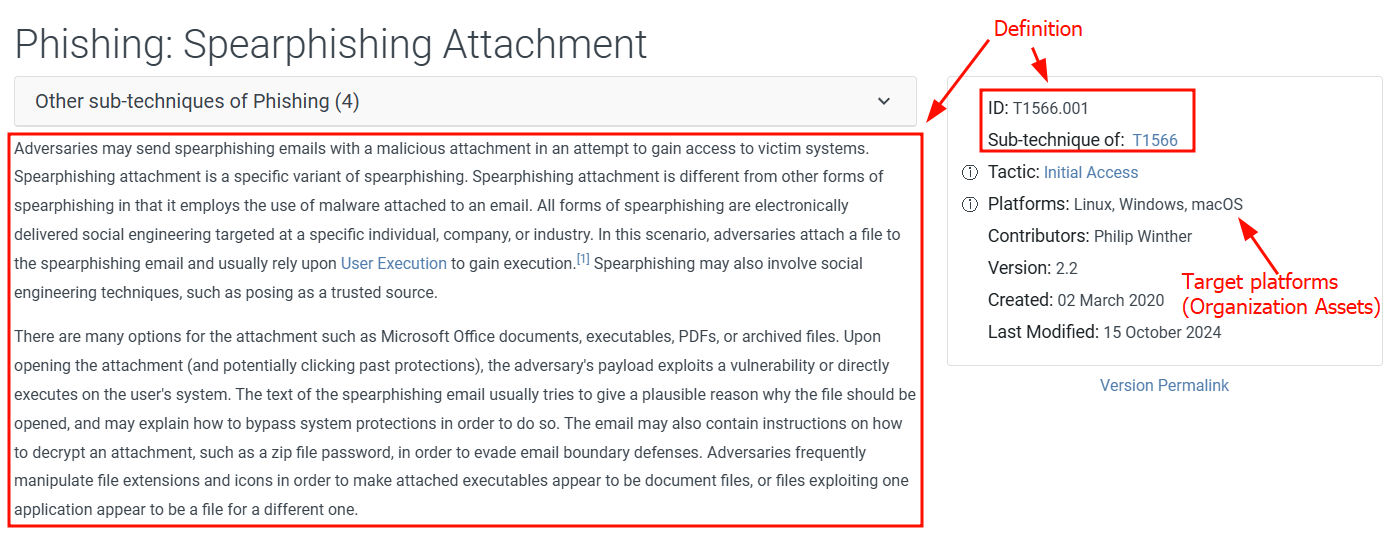 Phishing: Spearphishing Attachment
Other sub-techniques of Phishing (4)
Adversaries may send spearphishing emails with a malicious attachment in an attempt to gain access to victim systems.
Spearphishing attachment is a specific variant of spearphishing. Spearphishing attachment is different from other forms of
spearphishing in that it employs the use of malware attached to an email. All forms of spearphishing are electronically
delivered social engineering targeted at a specific individual, company, or industry. In this scenario, adversaries attach a file to
the spearphishing email and usually rely upon User Execution to gain execution.[1] Spearphishing may also involve social
engineering techniques, such as posing as a trusted source.
There are many options for the attachment such as Microsoft Office documents, executables, PDFs, or archived files. Upon
opening the attachment (and potentially clicking past protections), the adversary's payload exploits a vulnerability or directly
executes on the user's system. The text of the spearphishing email usually tries to give a plausible reason why the file should be
opened, and may explain how to bypass system protections in order to do so. The email may also contain instructions on how
to decrypt an attachment, such as a zip file password, in order to evade email boundary defenses. Adversaries frequently
manipulate file extensions and icons in order to make attached executables appear to be document files, or files exploiting one
application appear to be a file for a different one.
Definition
ID: T1566.001
Sub-technique of: T1566
ⓘ Tactic: Initial Access
ⓘ Platforms: Linux, Windows, macOS
Contributors: Philip Winther
Version: 2.2
Created: 02 March 2020
Last Modified: 15 October 2024
Target platforms
(Organization Assets)
Version Permalink